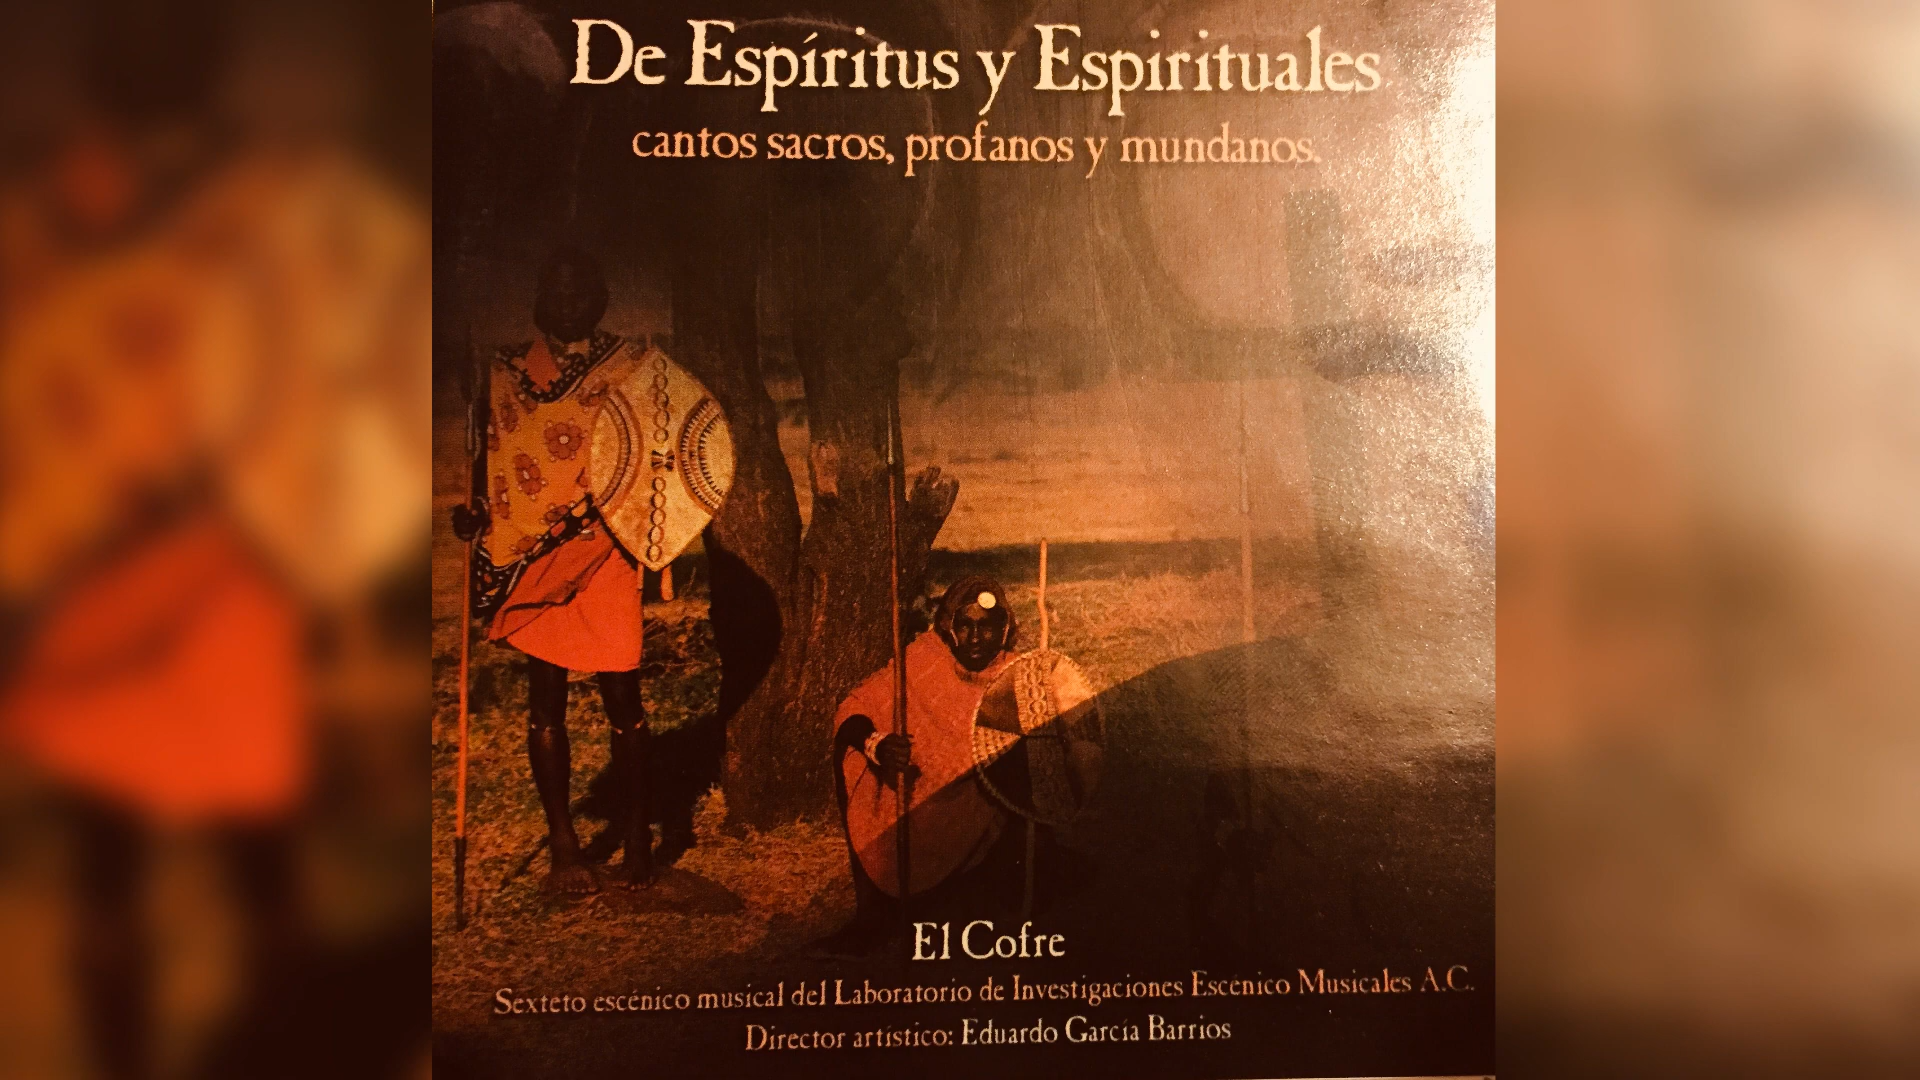 De Espíritus y Espirituales
cantos sacros, profanos y mundanos.
El Cofre
Sexteto escénico musical del Laboratorio de Investigaciones Escénico Musicales A.C.
Director artístico: Eduardo García Barrios